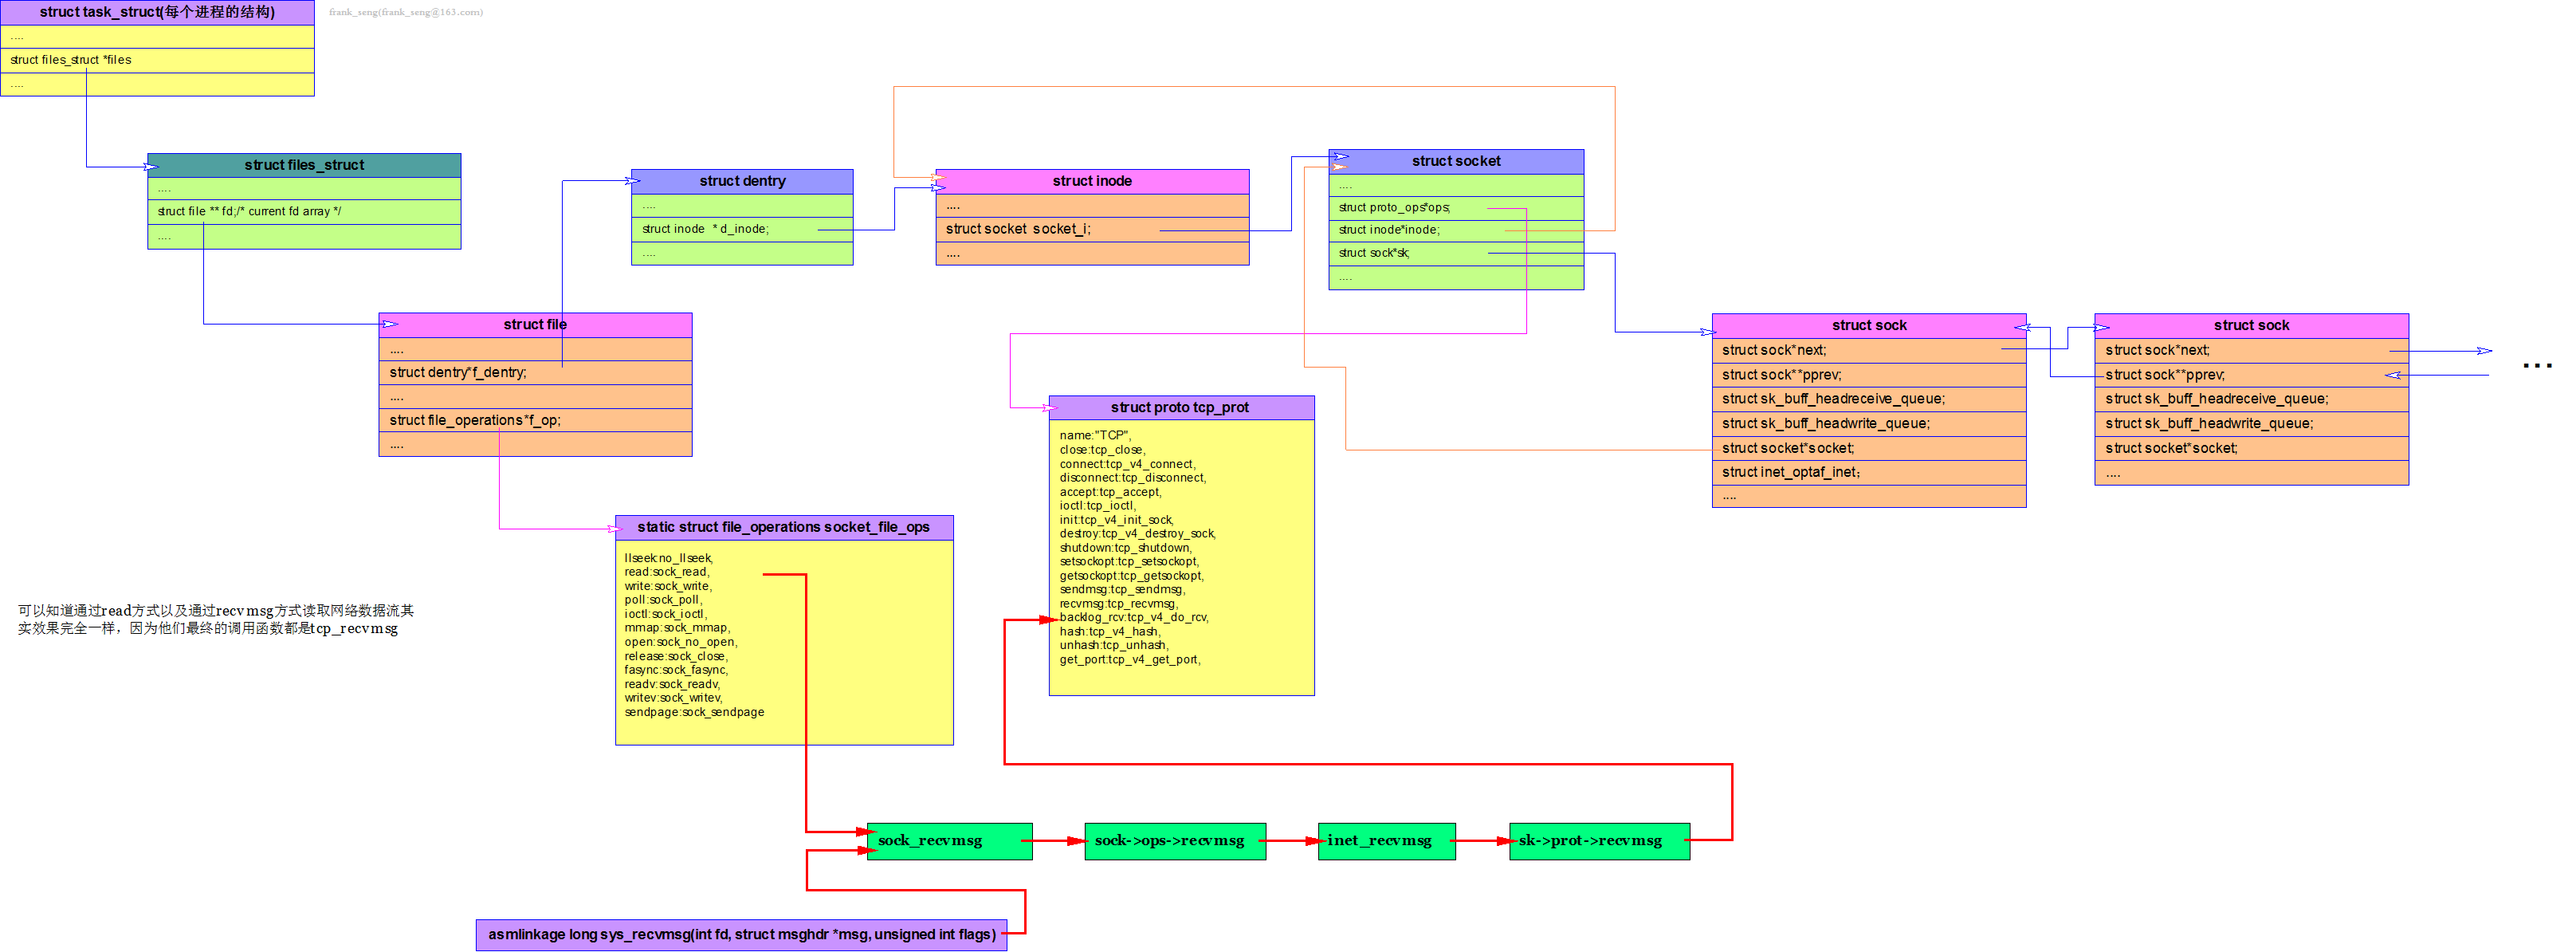 struct task_struct(每个进程的结构)
....
struct files_struct *files
....
frank_seng(frank_seng@163.com)
struct files_struct
....
struct file ** fd;/* current fd array */
....
struct dentry
....
struct inode  * d_inode;
....
struct inode
....
struct socket  socket_i;
....
struct socket
....
struct proto_ops*ops;
struct inode*inode;
struct sock*sk;
....
struct file
....
struct dentry*f_dentry;
....
struct file_operations*f_op;
....
struct sock
struct sock*next;
struct sock**pprev;
struct sk_buff_headreceive_queue;
struct sk_buff_headwrite_queue;
struct socket*socket;
struct inet_optaf_inet；
....
struct sock
struct sock*next;
struct sock**pprev;
struct sk_buff_headreceive_queue;
struct sk_buff_headwrite_queue;
struct socket*socket;
....
...
struct proto tcp_prot
name:"TCP",
close:tcp_close,
connect:tcp_v4_connect,
disconnect:tcp_disconnect,
accept:tcp_accept,
ioctl:tcp_ioctl,
init:tcp_v4_init_sock,
destroy:tcp_v4_destroy_sock,
shutdown:tcp_shutdown,
setsockopt:tcp_setsockopt,
getsockopt:tcp_getsockopt,
sendmsg:tcp_sendmsg,
recvmsg:tcp_recvmsg,
backlog_rcv:tcp_v4_do_rcv,
hash:tcp_v4_hash,
unhash:tcp_unhash,
get_port:tcp_v4_get_port,
static struct file_operations socket_file_ops
llseek:no_llseek,
read:sock_read,
write:sock_write,
poll:sock_poll,
ioctl:sock_ioctl,
mmap:sock_mmap,
open:sock_no_open,
release:sock_close,
fasync:sock_fasync,
readv:sock_readv,
writev:sock_writev,
sendpage:sock_sendpage
可以知道通过read方式以及通过recvmsg方式读取网络数据流其
实效果完全一样，因为他们最终的调用函数都是tcp_recvmsg
sock_recvmsg
sock->ops->recvmsg
inet_recvmsg
sk->prot->recvmsg
asmlinkage long sys_recvmsg(int fd, struct msghdr *msg, unsigned int flags)